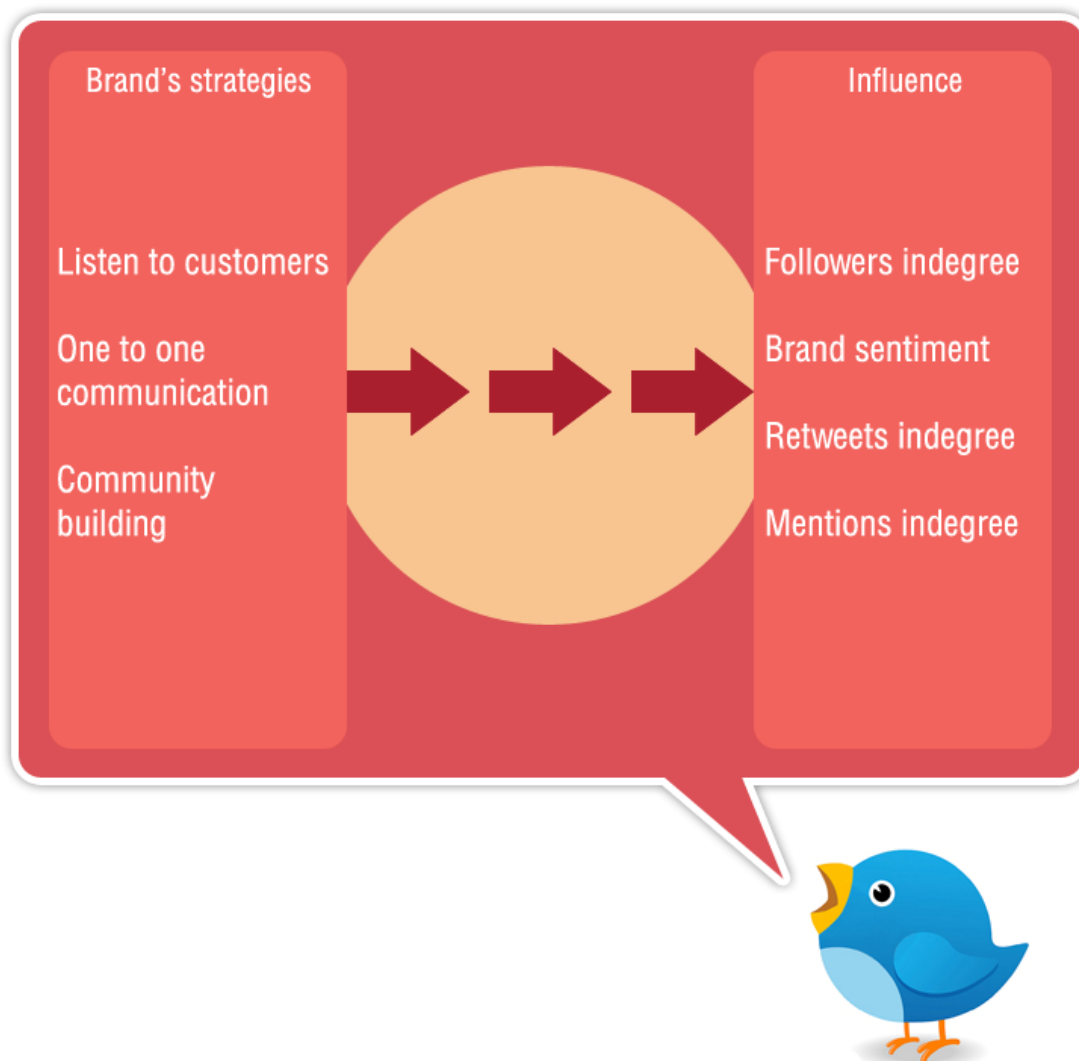 Brand's strategies
Listen to customers
One to one
communication
Community
building
Influence
Followers indegree
Brand sentiment
Retweets indegree
Mentions indegree